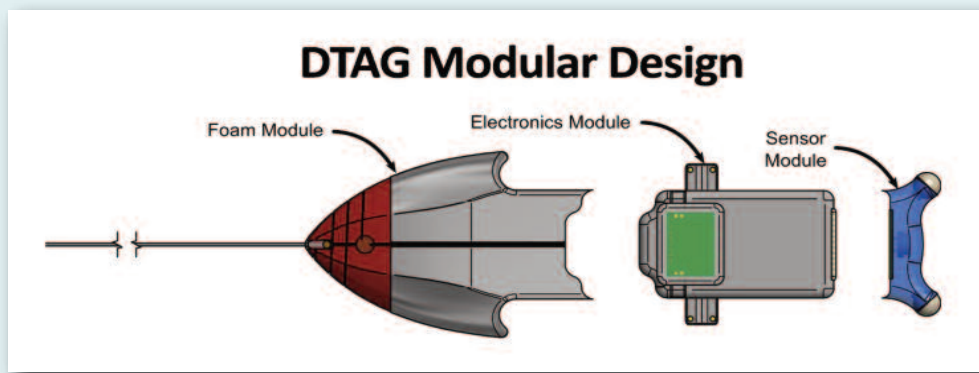 DTAG Modular Design
Foam Module
Electronics Module
Sensor
Module